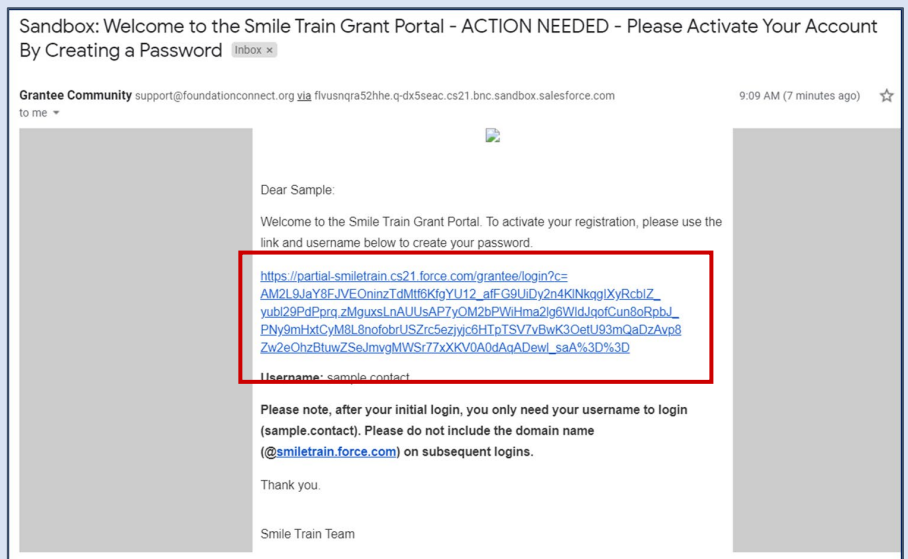 Sandbox: Welcome to the Smile Train Grant Portal - ACTION NEEDED - Please Activate Your Account
By Creating a Password Inbox ×
Grantee Community support@foundationconnect.org via flvusnqra52hhe.q-dx5seac.cs21.bnc.sandbox.salesforce.com 9:09 AM (7 minutes ago)
to me
Dear Sample:
Welcome to the Smile Train Grant Portal. To activate your registration, please use the
link and username below to create your password.
https://partial-smiletrain.cs21.force.com/grantee/login?c=
AM2L9JaY8FJVEOninzTdMtf6KfgYU12_afFG9UiDy2n4KlNkqgIXyRcbIZ_
yubl29PdPprq.zMguxsLnAUUsAP7yOM2bPWiHma2lg6WldJqofCun8oRpbJ_
PNy9mHxtCyM8L8nofobrUSZrc5ezjyjc6HTpTSV7vBwK3OetU93mQaDzAvp8
Zw2eOhzBtuwZSeJmvgMWSr77xXKV0A0dAqADewl_saA%3D%3D
Username: sample.contact
Please note, after your initial login, you only need your username to login
(sample.contact). Please do not include the domain name
(@smiletrain.force.com) on subsequent logins.
Thank you.
Smile Train Team